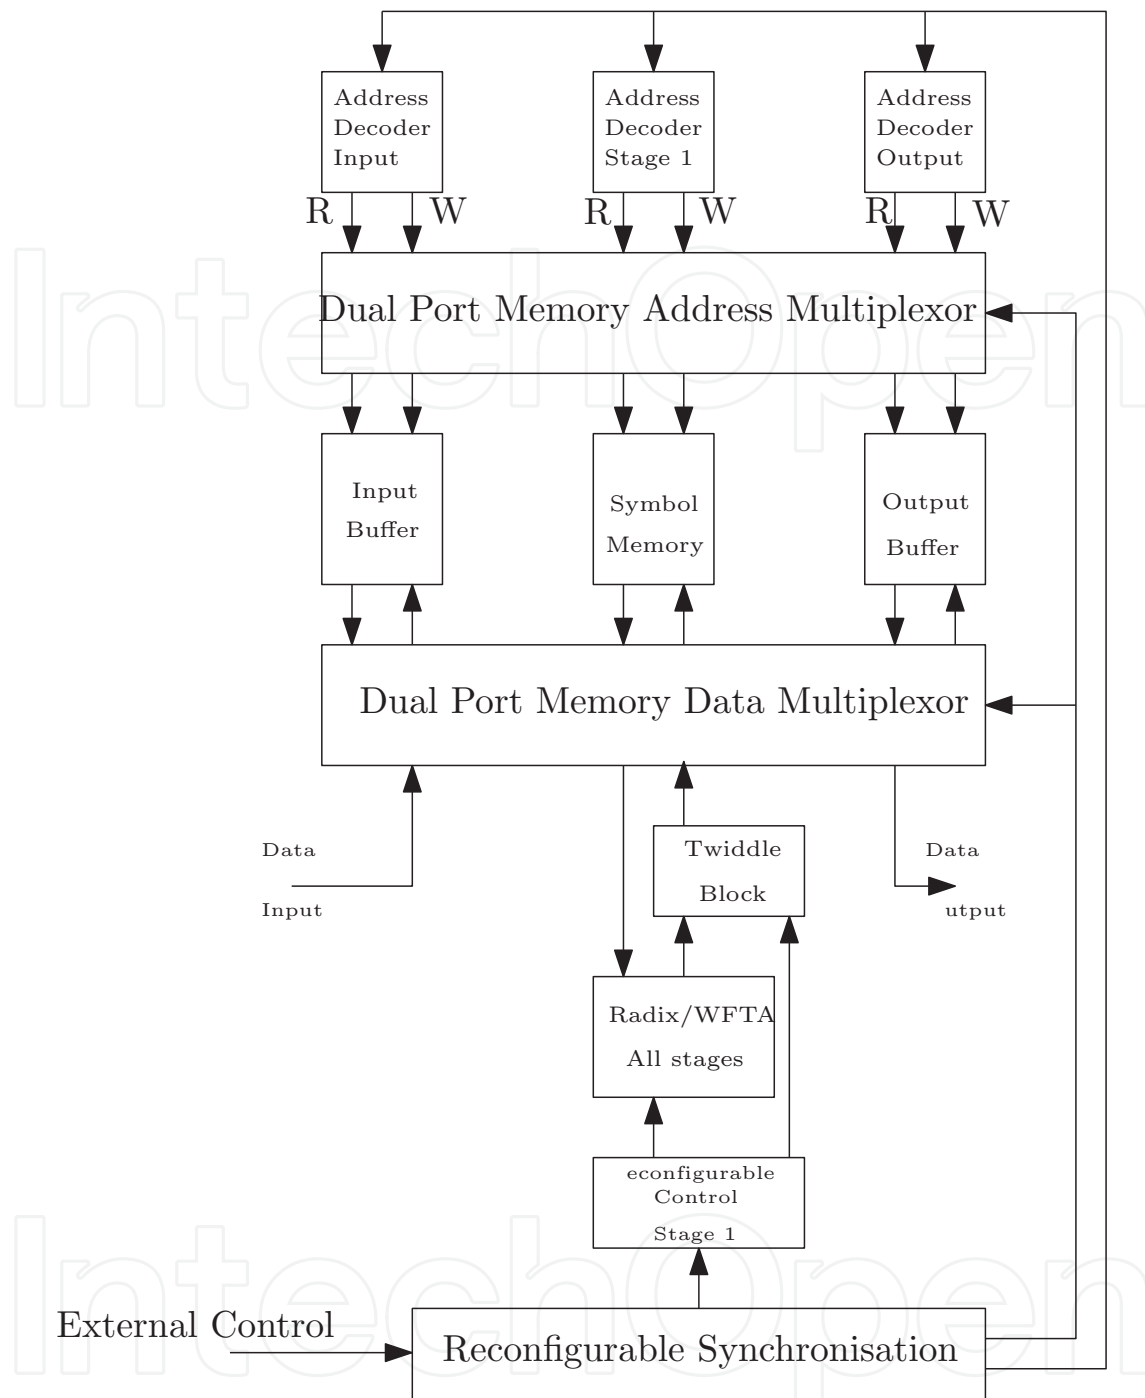 Address
Decoder
Input
Address
Decoder
Stage 1
Address
Decoder
Output
R
W
R
W
R
W
Dual Port Memory Address Multiplexor
Input
Buffer
Symbol
Memory
Output
Buffer
Dual Port Memory Data Multiplexor
Data
Input
Twiddle
Block
Data
utput
Radix/WFTA
All stages
econfigurable
Control
Stage 1
External Control
Reconfigurable Synchronisation
IntechOpen
IntechOpen